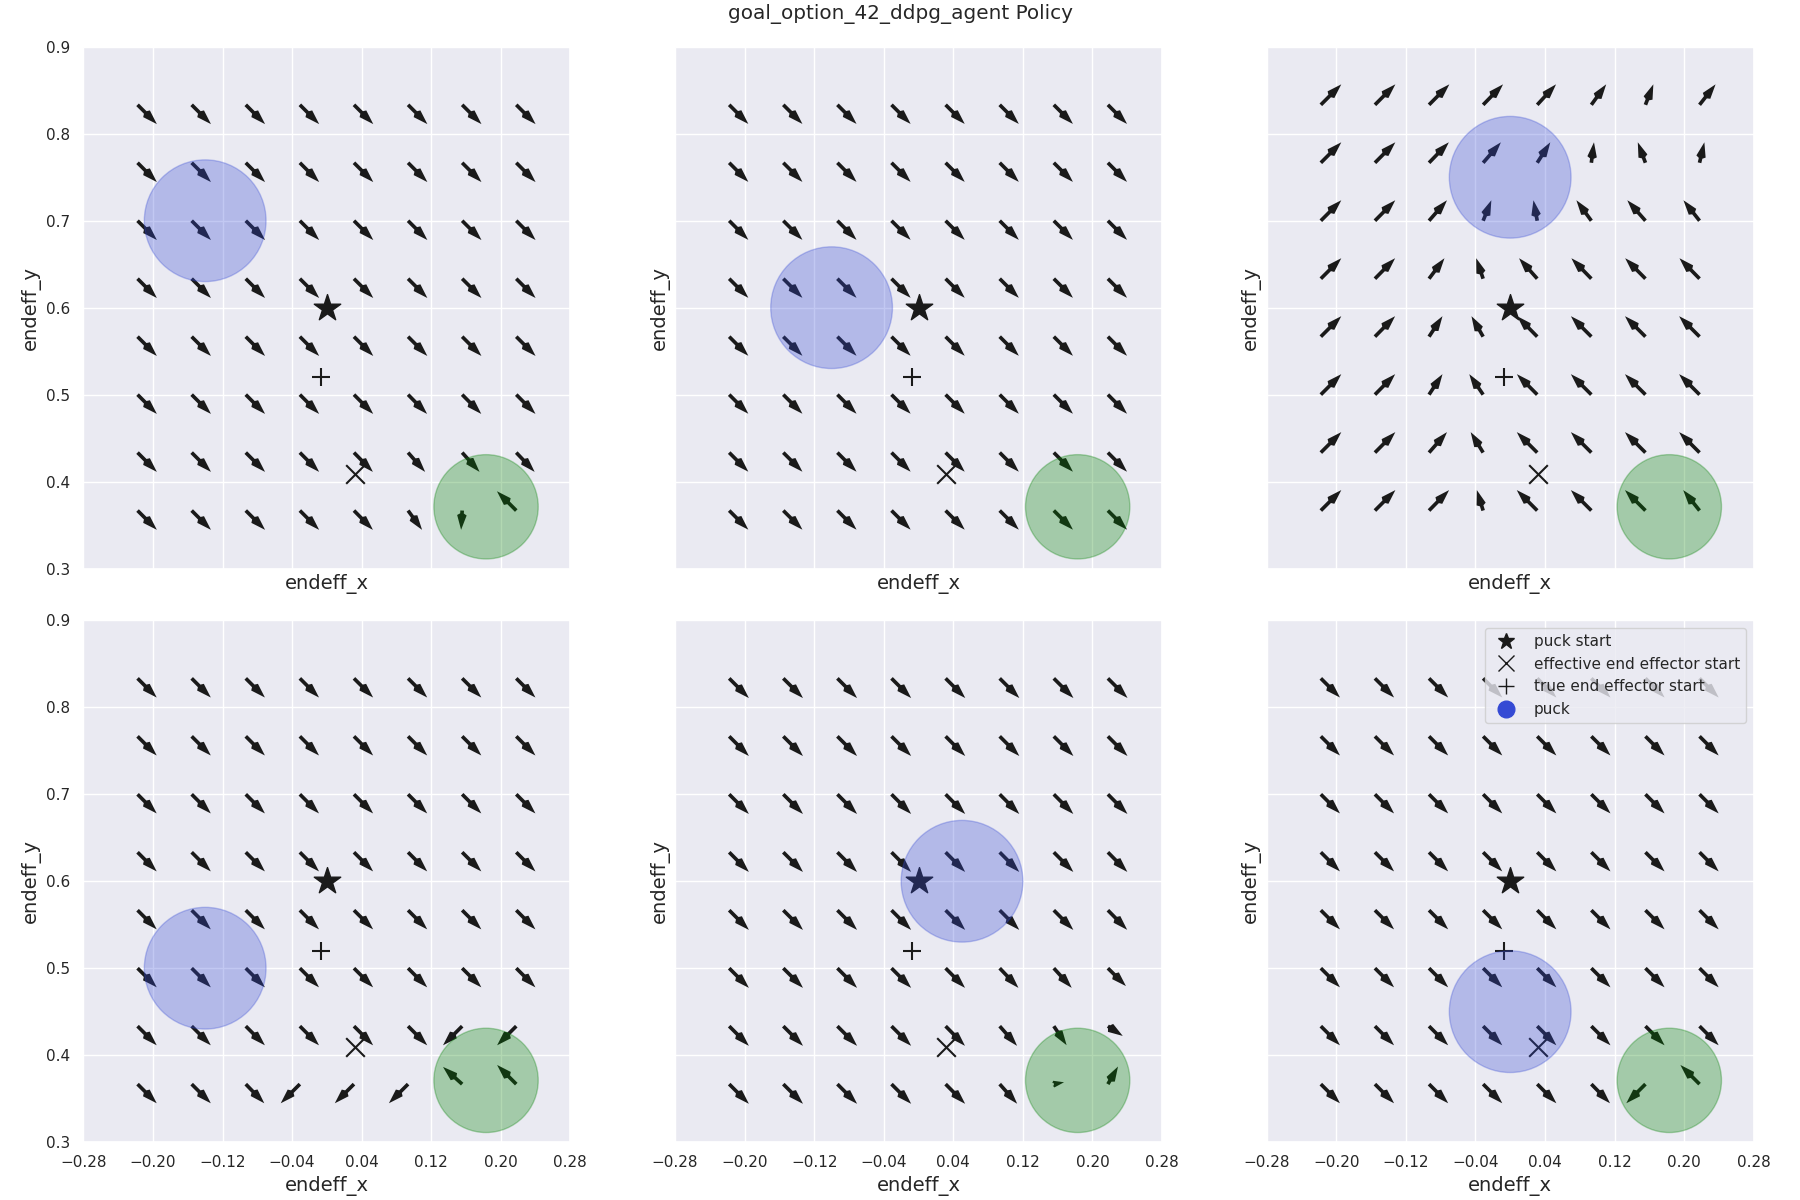 goal_option_42_ddpg_agent Policy
0.9
0.8
0.7
0.6
0.5
0.4
0.3
endeff_y
endeff_x
endeff_y
endeff_x
endeff_y
endeff_x
0.9
0.8
0.7
0.6
0.5
0.4
0.3
endeff_y
−0.28 −0.20 −0.12 −0.04 0.04 0.12 0.20 0.28
endeff_x
endeff_y
−0.28 −0.20 −0.12 −0.04 0.04 0.12 0.20 0.28
endeff_x
puck start
effective end effector start
true end effector start
puck
endeff_y
−0.28 −0.20 −0.12 −0.04 0.04 0.12 0.20 0.28
endeff_x